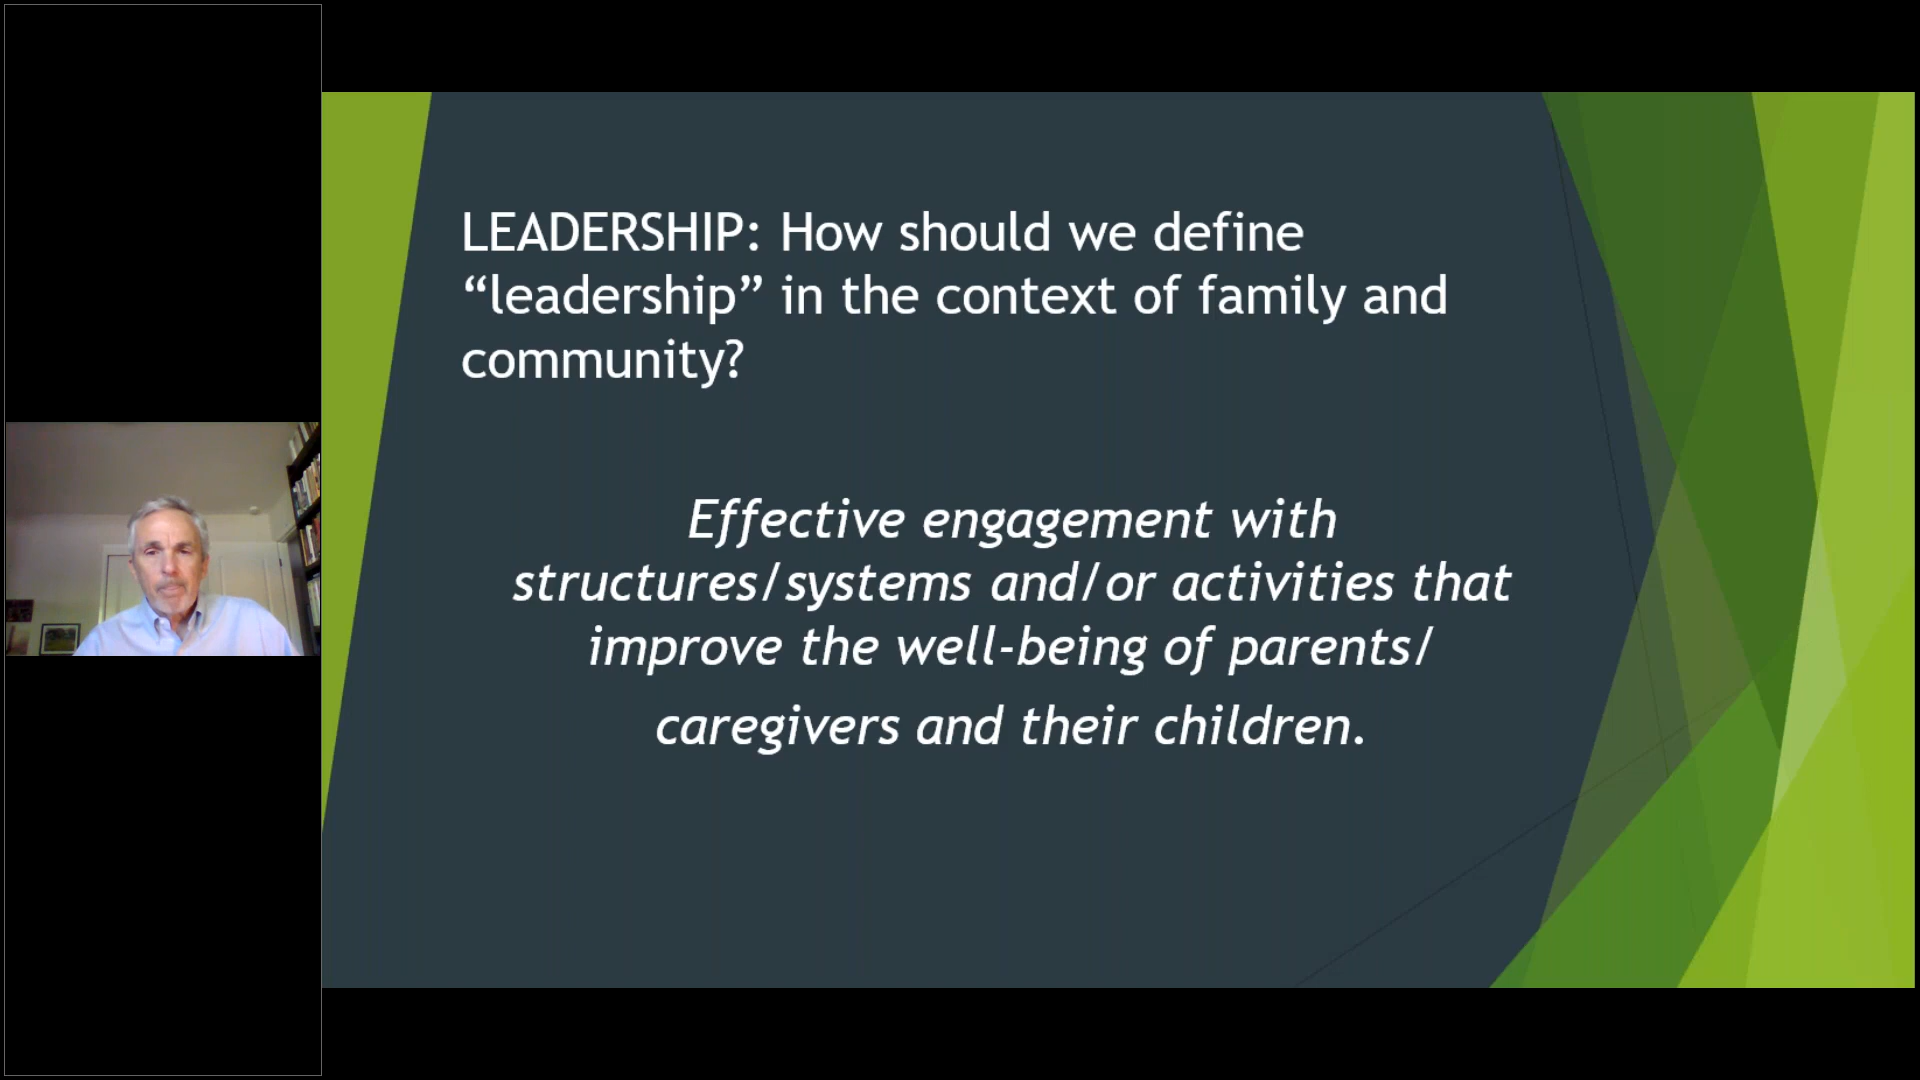 LEADERSHIP: How should we define
“leadership” in the context of family and
community?
Effective engagement with
structures/systems and/or activities that
improve the well-being of parents/
caregivers and their children.